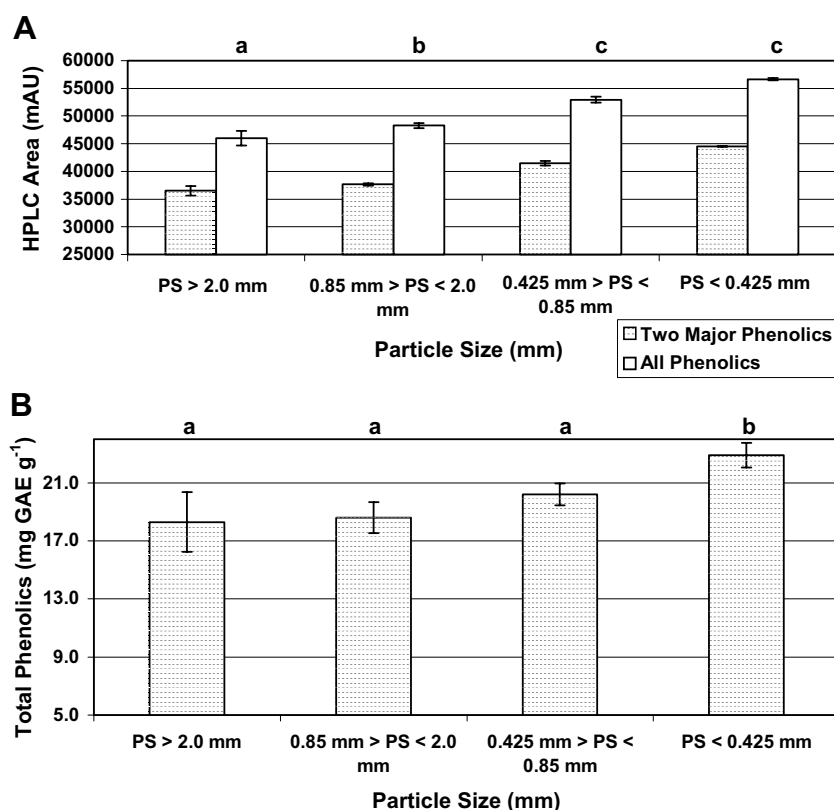 A
a b c c
60000
55000
50000
45000
40000
35000
30000
25000
HPLC Area (mAU)
PS > 2.0 mm
0.85 mm > PS < 2.0
mm
0.425 mm > PS <
0.85 mm
PS < 0.425 mm
Particle Size (mm)
Two Major Phenolics
All Phenolics
B
a a a b
21.0
17.0
13.0
9.0
5.0
Total Phenolics (mg GAE g⁻¹)
PS > 2.0 mm
0.85 mm > PS < 2.0
mm
0.425 mm > PS <
0.85 mm
PS < 0.425 mm
Particle Size (mm)